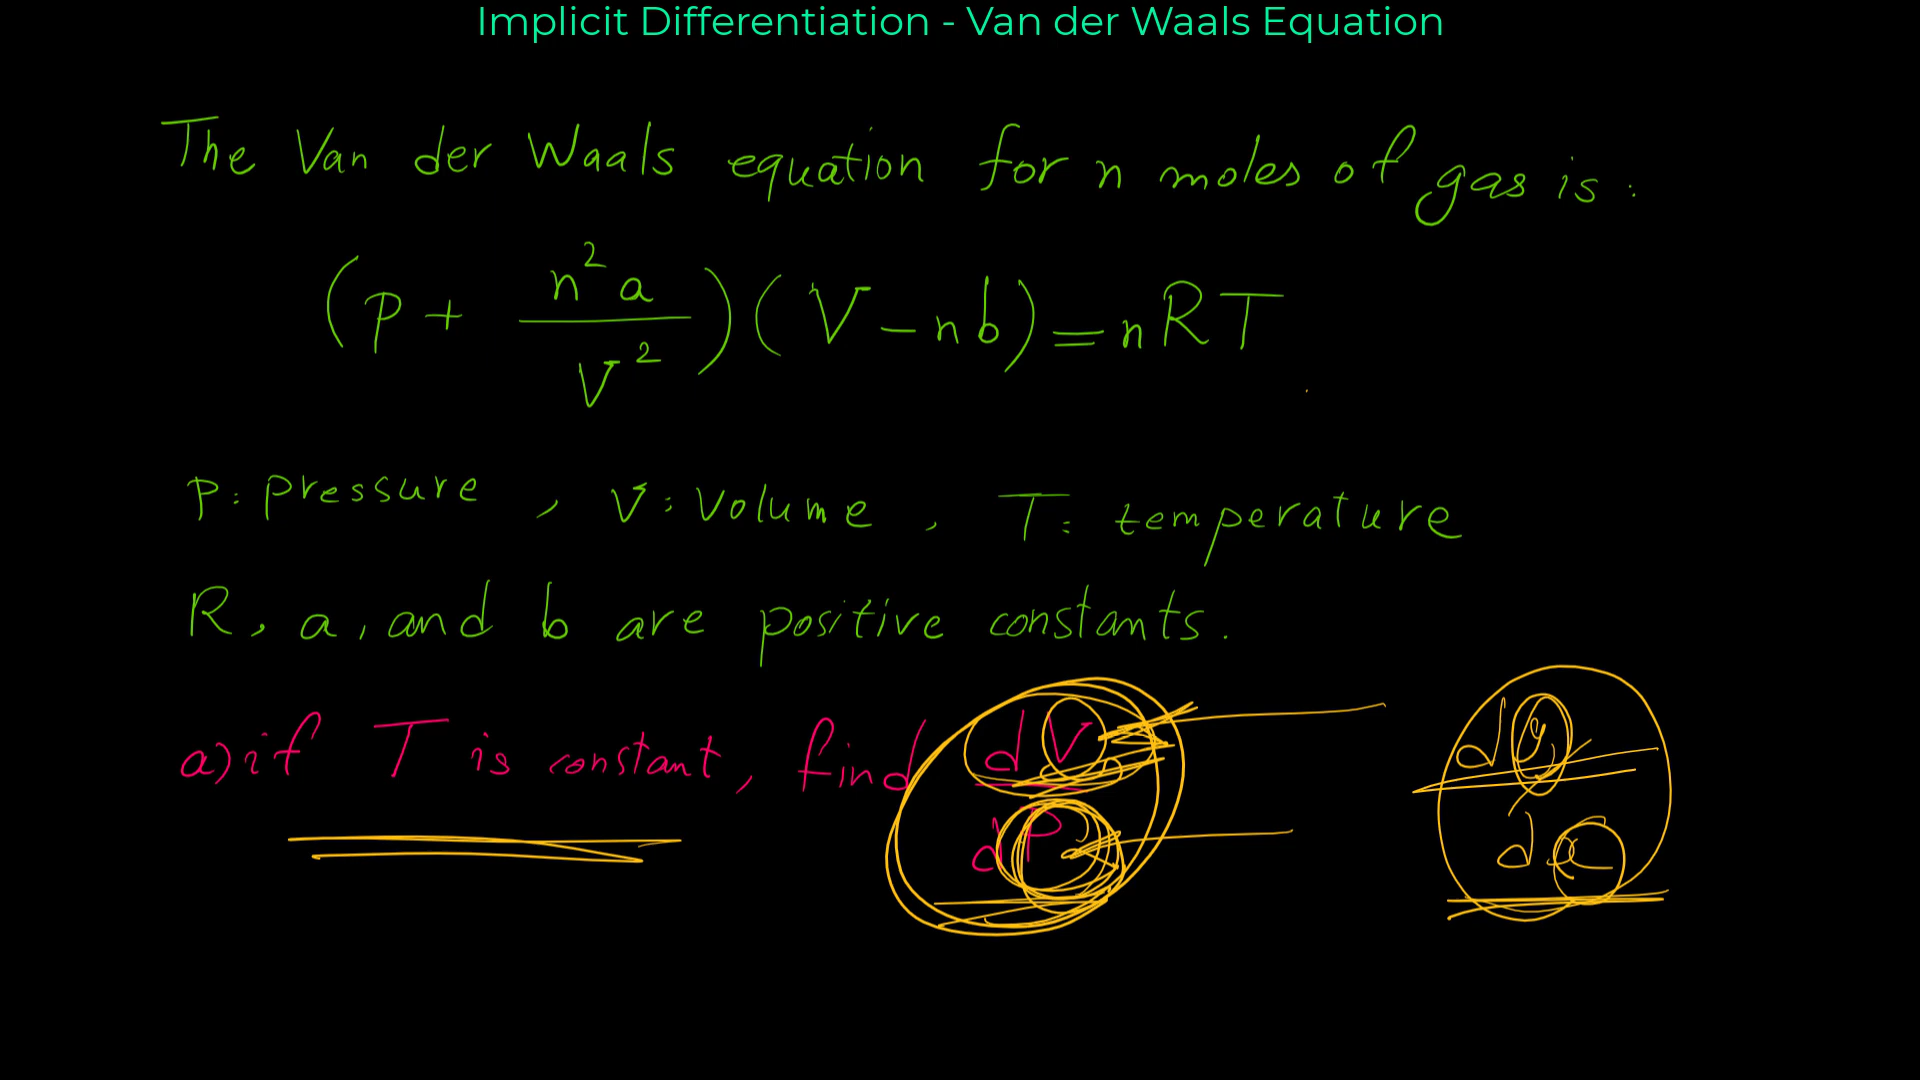 Implicit Differentiation - Van der Waals Equation
The Van der Waals equation for n moles of gas is :
(P + n²a / V²)(V - nb) = nRT
P: pressure , V: Volume , T: temperature
R, a, and b are positive constants.
a) if T is constant, find dV / dP
dy / dx